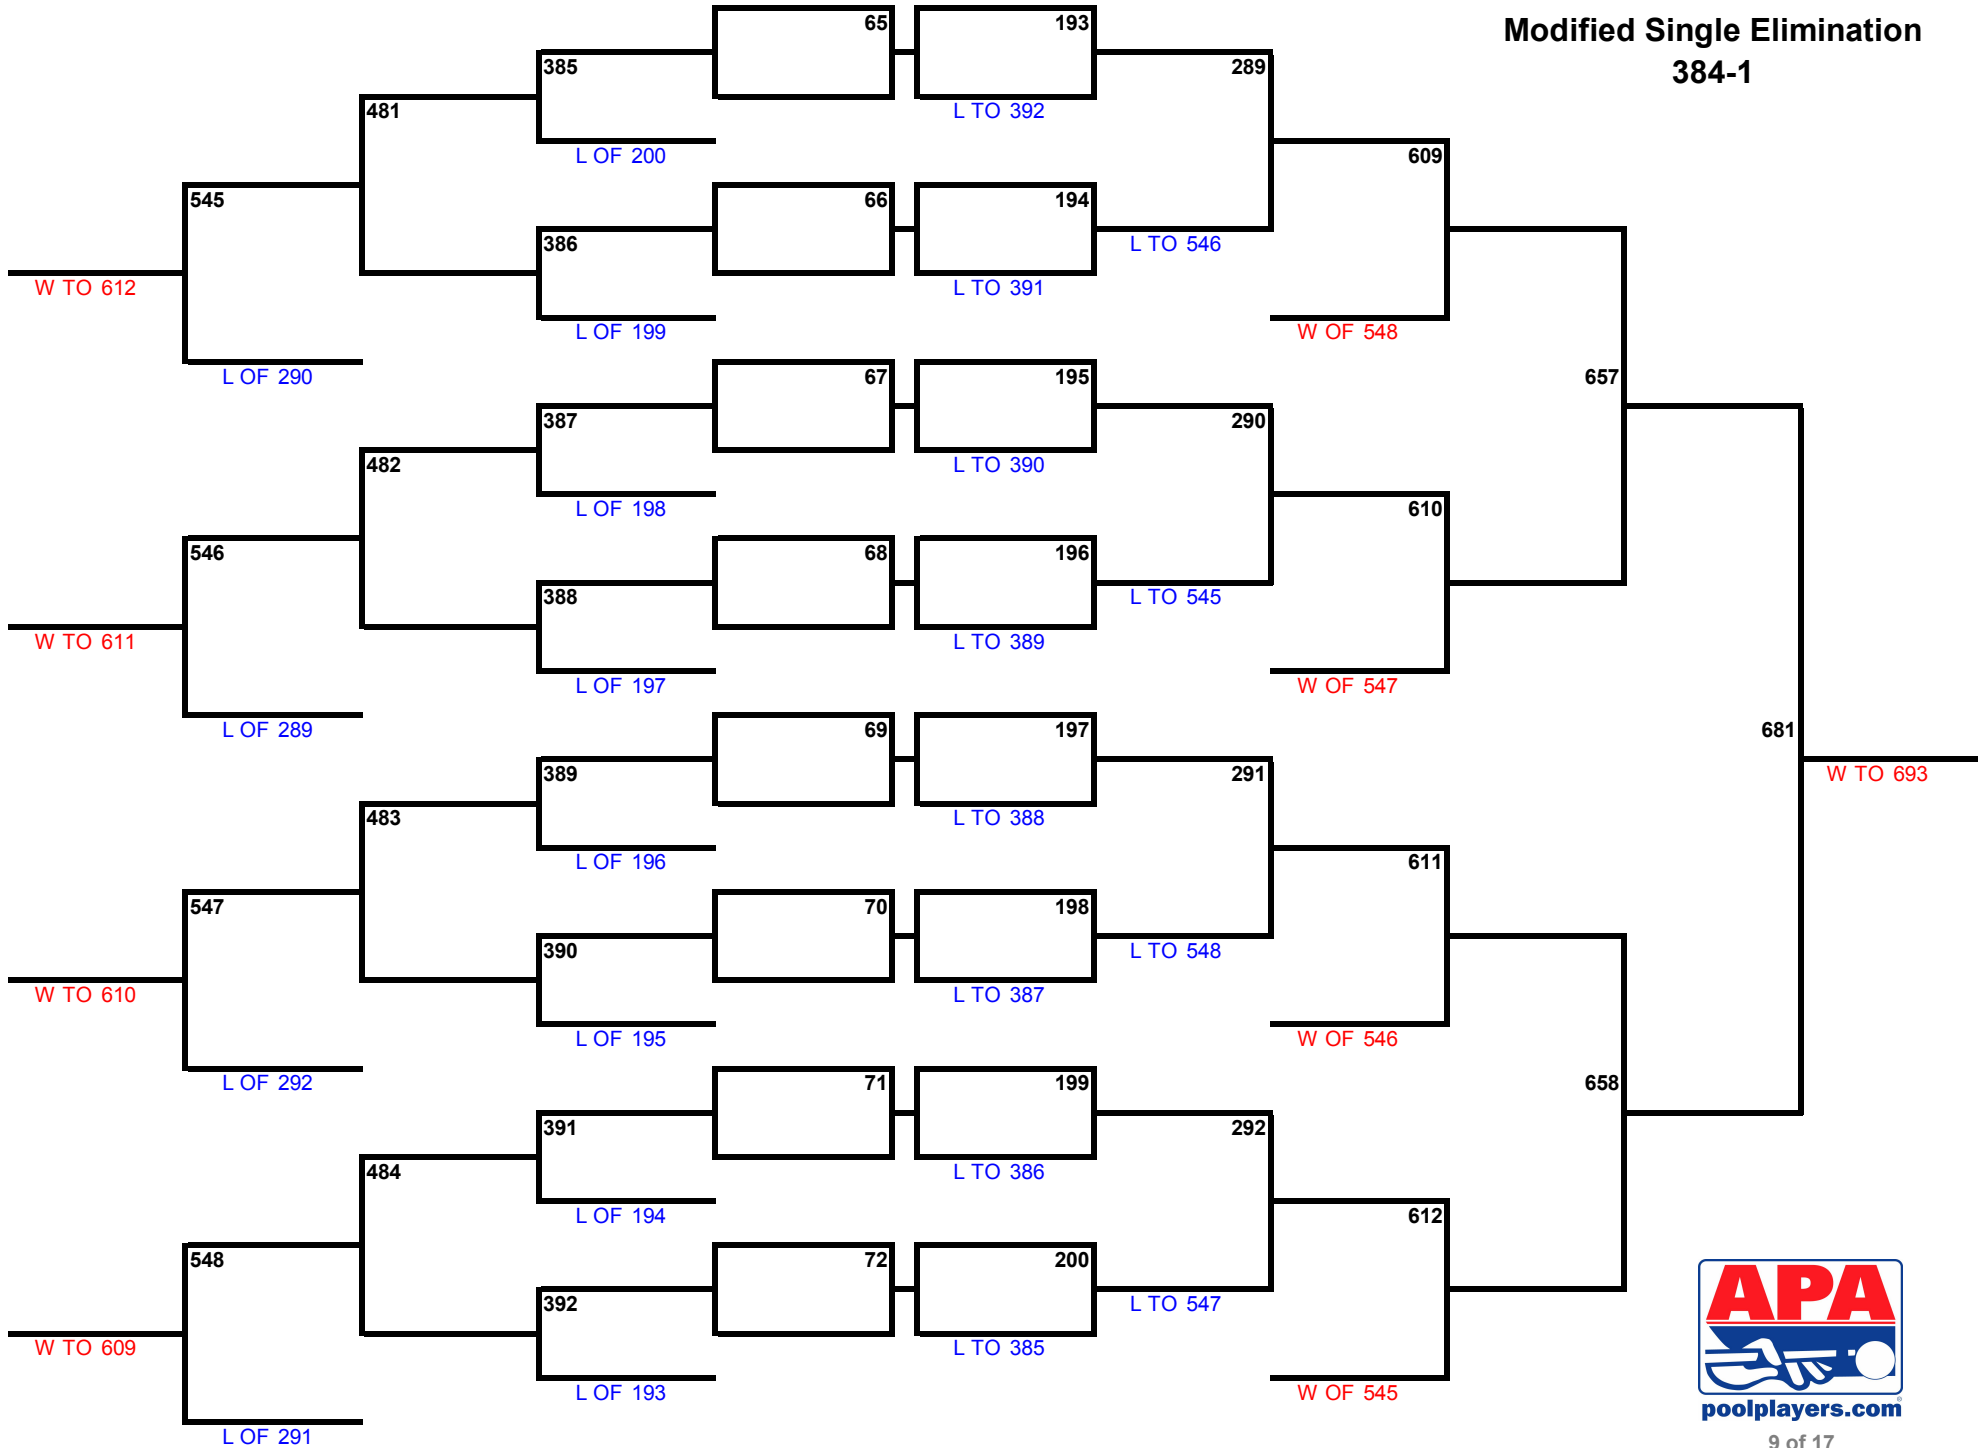 Modified Single Elimination
384-1
65
193
385
289
481
L TO 392
L OF 200
609
545
66
194
386
L TO 546
W TO 612
L TO 391
L OF 199
W OF 548
L OF 290
67
195
657
387
290
482
L TO 390
L OF 198
610
546
68
196
388
L TO 545
W TO 611
L TO 389
L OF 197
W OF 547
L OF 289
69
197
681
389
291
W TO 693
483
L TO 388
L OF 196
611
547
70
198
390
L TO 548
W TO 610
L TO 387
L OF 195
W OF 546
L OF 292
71
199
658
391
292
484
L TO 386
L OF 194
612
548
72
200
392
L TO 547
W TO 609
L TO 385
L OF 193
W OF 545
L OF 291
APA
poolplayers.com
9 of 17